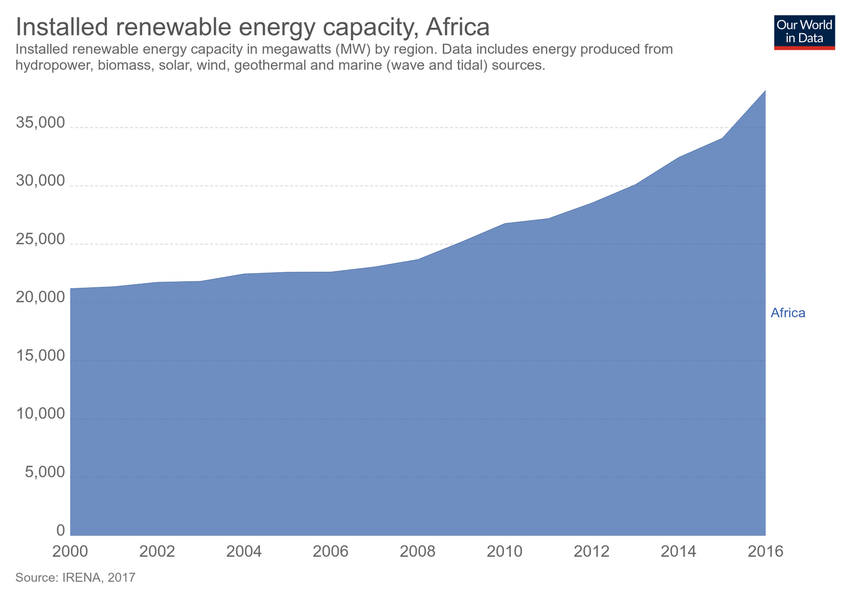 Installed renewable energy capacity, Africa
Our World
in Data
Installed renewable energy capacity in megawatts (MW) by region. Data includes energy produced from
hydropower, biomass, solar, wind, geothermal and marine (wave and tidal) sources.
35,000
30,000
25,000
20,000
Africa
15,000
10,000
5,000
0
2000 2002 2004 2006 2008 2010 2012 2014 2016
Source: IRENA, 2017